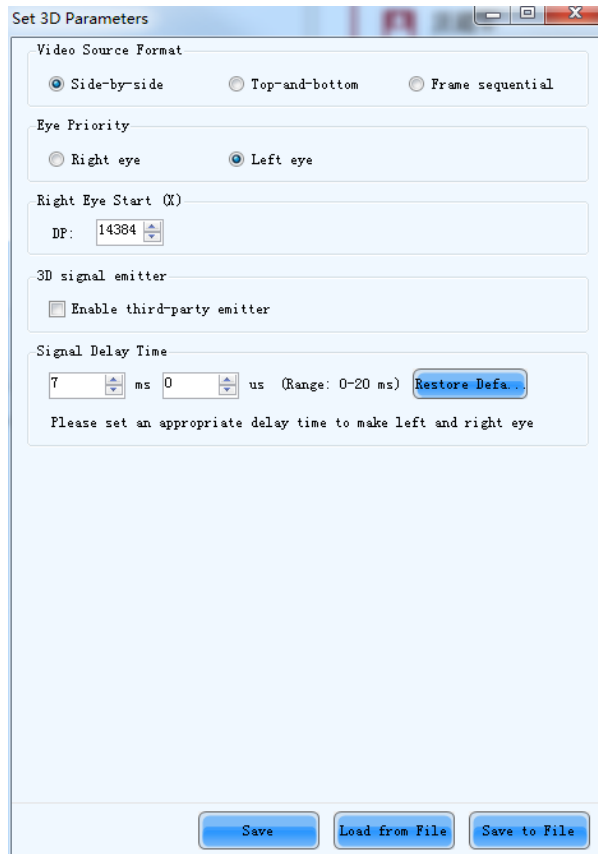 Set 3D Parameters
Video Source Format
Side-by-side Top-and-bottom Frame sequential
Eye Priority
Right eye Left eye
Right Eye Start (X)
DP: 14384
3D signal emitter
Enable third-party emitter
Signal Delay Time
7 ms 0 us (Range: 0-20 ms) Restore Defa...
Please set an appropriate delay time to make left and right eye
Save Load from File Save to File